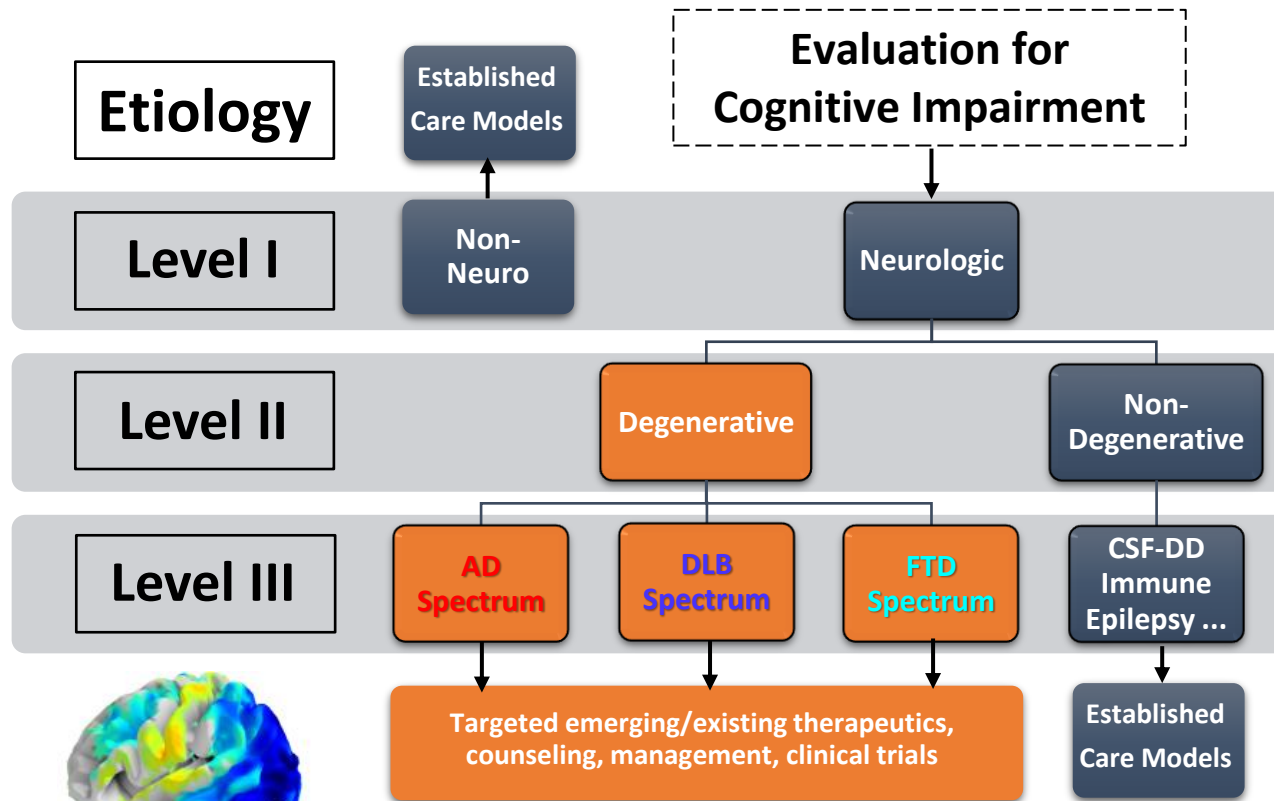 Etiology
Established
Care Models
Evaluation for
Cognitive Impairment
Level I
Non-
Neuro
Neurologic
Level II
Degenerative
Non-
Degenerative
Level III
AD
Spectrum
DLB
Spectrum
FTD
Spectrum
CSF-DD
Immune
Epilepsy ...
Targeted emerging/existing therapeutics,
counseling, management, clinical trials
Established
Care Models